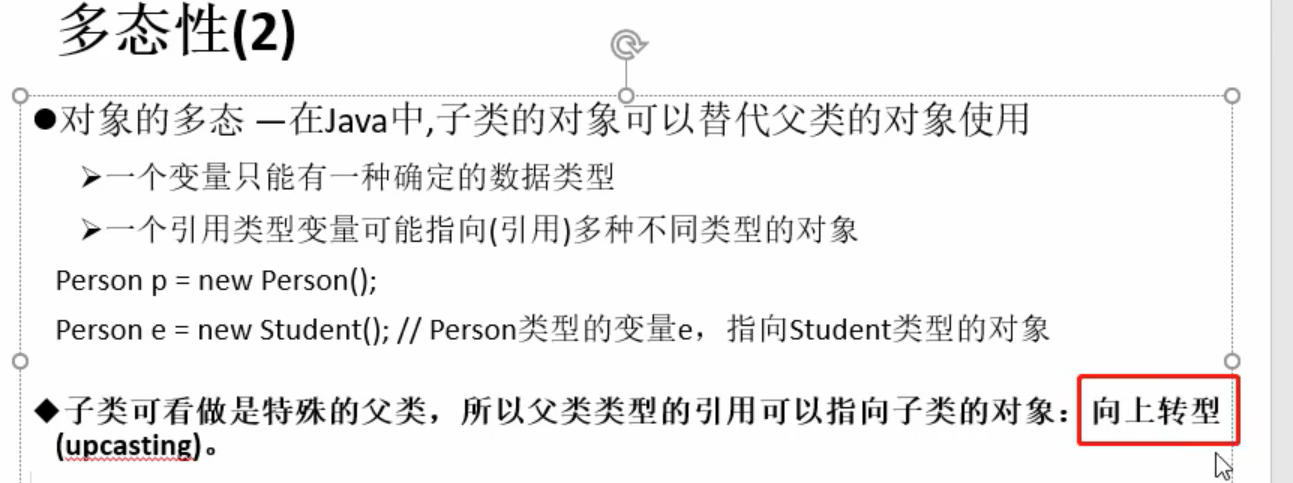 多态性(2)
●对象的多态 —在Java中,子类的对象可以替代父类的对象使用
➢一个变量只能有一种确定的数据类型
➢一个引用类型变量可能指向(引用)多种不同类型的对象
Person p = new Person();
Person e = new Student(); // Person类型的变量e，指向Student类型的对象
◆子类可看做是特殊的父类，所以父类类型的引用可以指向子类的对象：向上转型
(upcasting)。